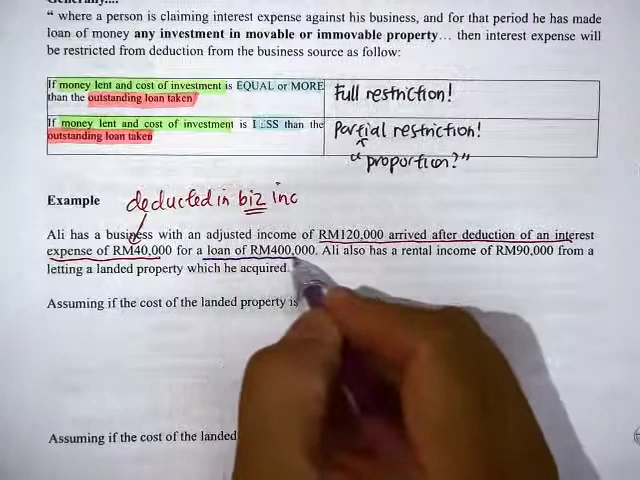 " where a person is claiming interest expense against his business, and for that period he has made
loan of money any investment in movable or immovable property… then interest expense will
be restricted from deduction from the business source as follow:
If money lent and cost of investment is EQUAL or MORE
than the outstanding loan taken
Full restriction!
If money lent and cost of investment is LESS than the
outstanding loan taken
Partial restriction!
" proportion?"
Example
deducted in biz inc
Ali has a business with an adjusted income of RM120,000 arrived after deduction of an interest
expense of RM40,000 for a loan of RM400,000. Ali also has a rental income of RM90,000 from a
letting a landed property which he acquired.
Assuming if the cost of the landed property is
Assuming if the cost of the landed